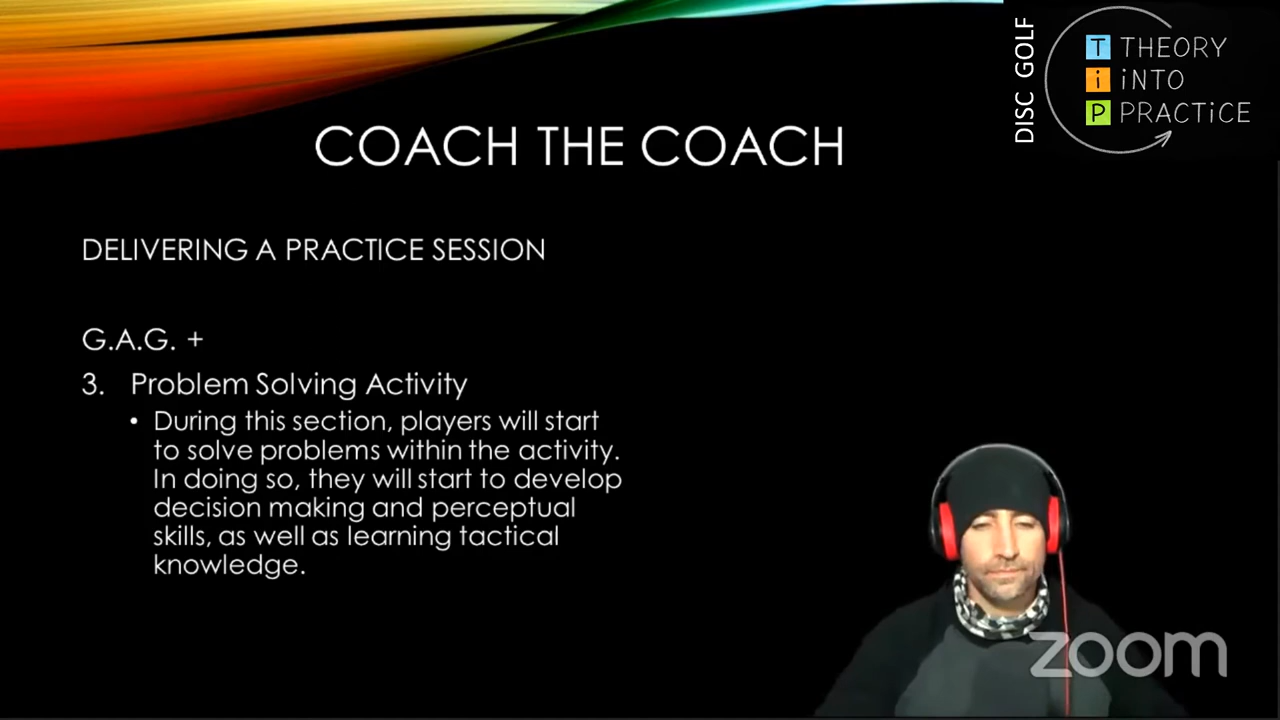 DISC GOLF
T THEORY
i iNTO
P PRACTiCE
COACH THE COACH
DELIVERING A PRACTICE SESSION
G.A.G. +
3. Problem Solving Activity
• During this section, players will start
to solve problems within the activity.
In doing so, they will start to develop
decision making and perceptual
skills, as well as learning tactical
knowledge.
zoom